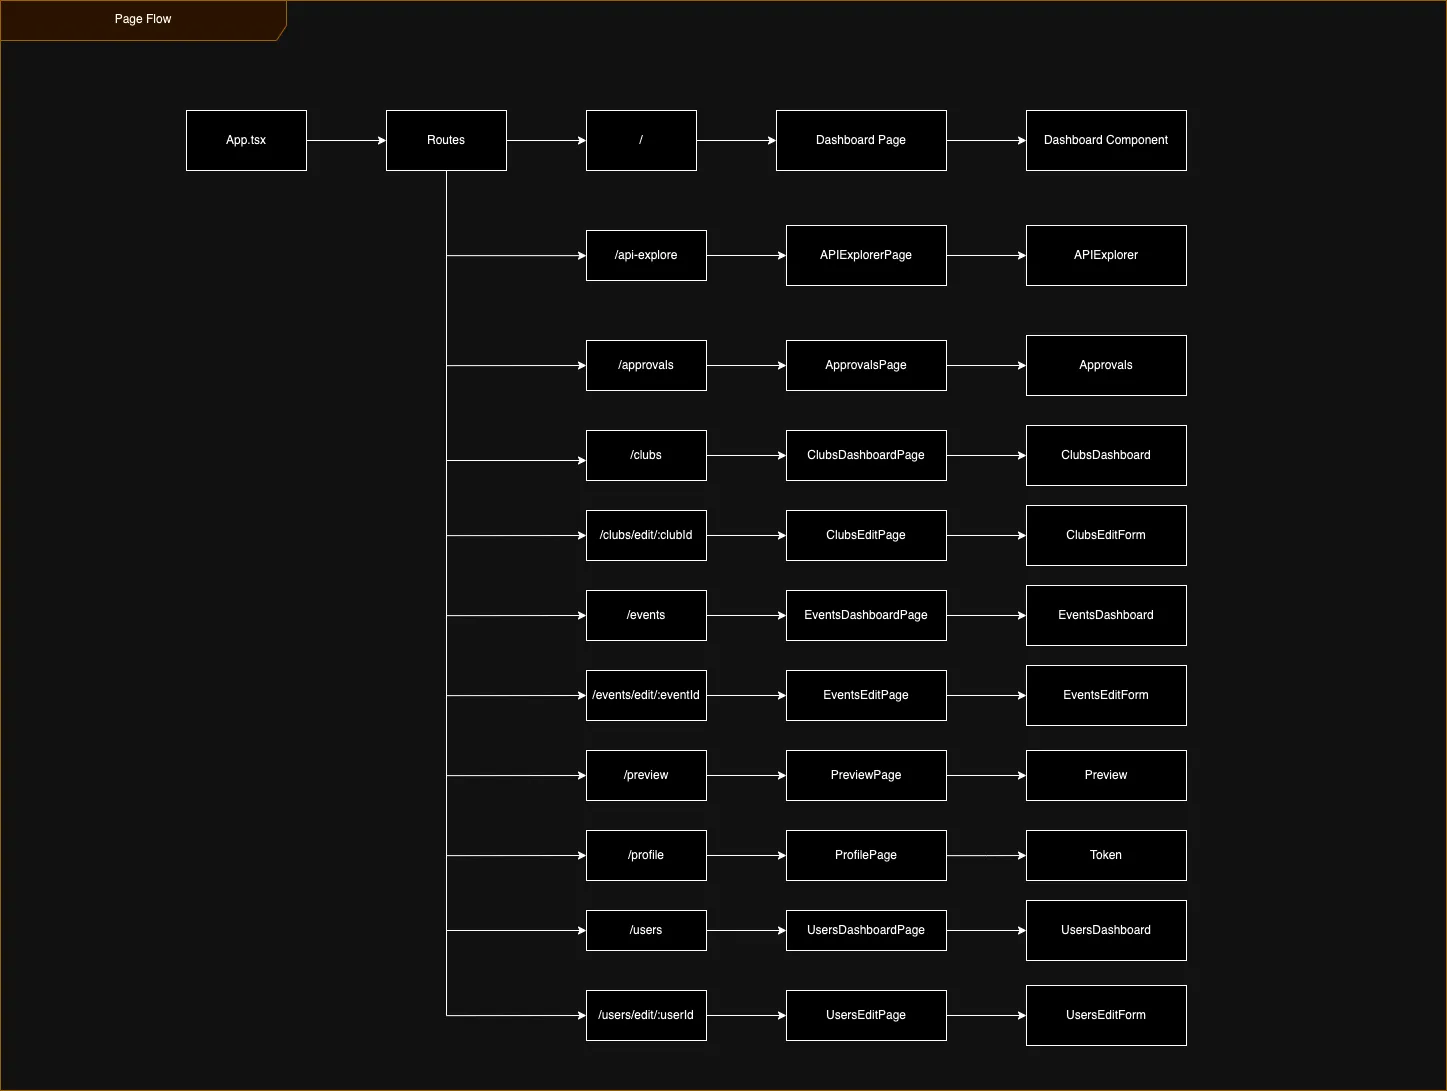 Page Flow
App.tsx
Routes
/
Dashboard Page
Dashboard Component
/api-explore
APIExplorerPage
APIExplorer
/approvals
ApprovalsPage
Approvals
/clubs
ClubsDashboardPage
ClubsDashboard
/clubs/edit/:clubId
ClubsEditPage
ClubsEditForm
/events
EventsDashboardPage
EventsDashboard
/events/edit/:eventId
EventsEditPage
EventsEditForm
/preview
PreviewPage
Preview
/profile
ProfilePage
Token
/users
UsersDashboardPage
UsersDashboard
/users/edit/:userId
UsersEditPage
UsersEditForm